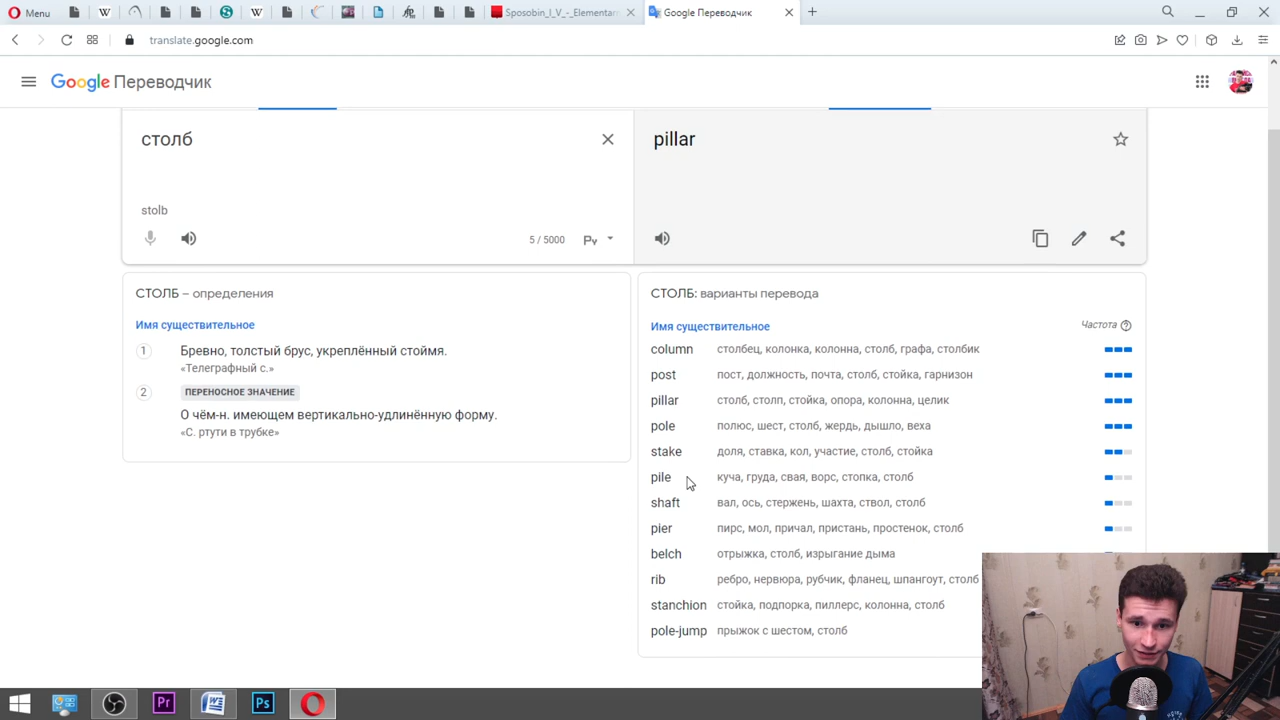 Menu
Sposobin_I_V_-_Elementar
Google Переводчик
translate.google.com
Google Переводчик
столб
pillar
stolb
5 / 5000
СТОЛБ – определения
СТОЛБ: варианты перевода
Имя существительное
Имя существительное
Частота
1 Бревно, толстый брус, укреплённый стоймя.
«Телеграфный с.»
2 ПЕРЕНОСНОЕ ЗНАЧЕНИЕ
О чём-н. имеющем вертикально-удлинённую форму.
«С. ртути в трубке»
column столбец, колонка, колонна, столб, графа, столбик
post пост, должность, почта, столб, стойка, гарнизон
pillar столб, столп, стойка, опора, колонна, целик
pole полюс, шест, столб, жердь, дышло, веха
stake доля, ставка, кол, участие, столб, стойка
pile куча, груда, свая, ворс, стопка, столб
shaft вал, ось, стержень, шахта, ствол, столб
pier пирс, мол, причал, пристань, простенок, столб
belch отрыжка, столб, изрыгание дыма
rib ребро, нервюра, рубчик, фланец, шпангоут, столб
stanchion стойка, подпорка, пиллерс, колонна, столб
pole-jump прыжок с шестом, столб
Pr
Ps